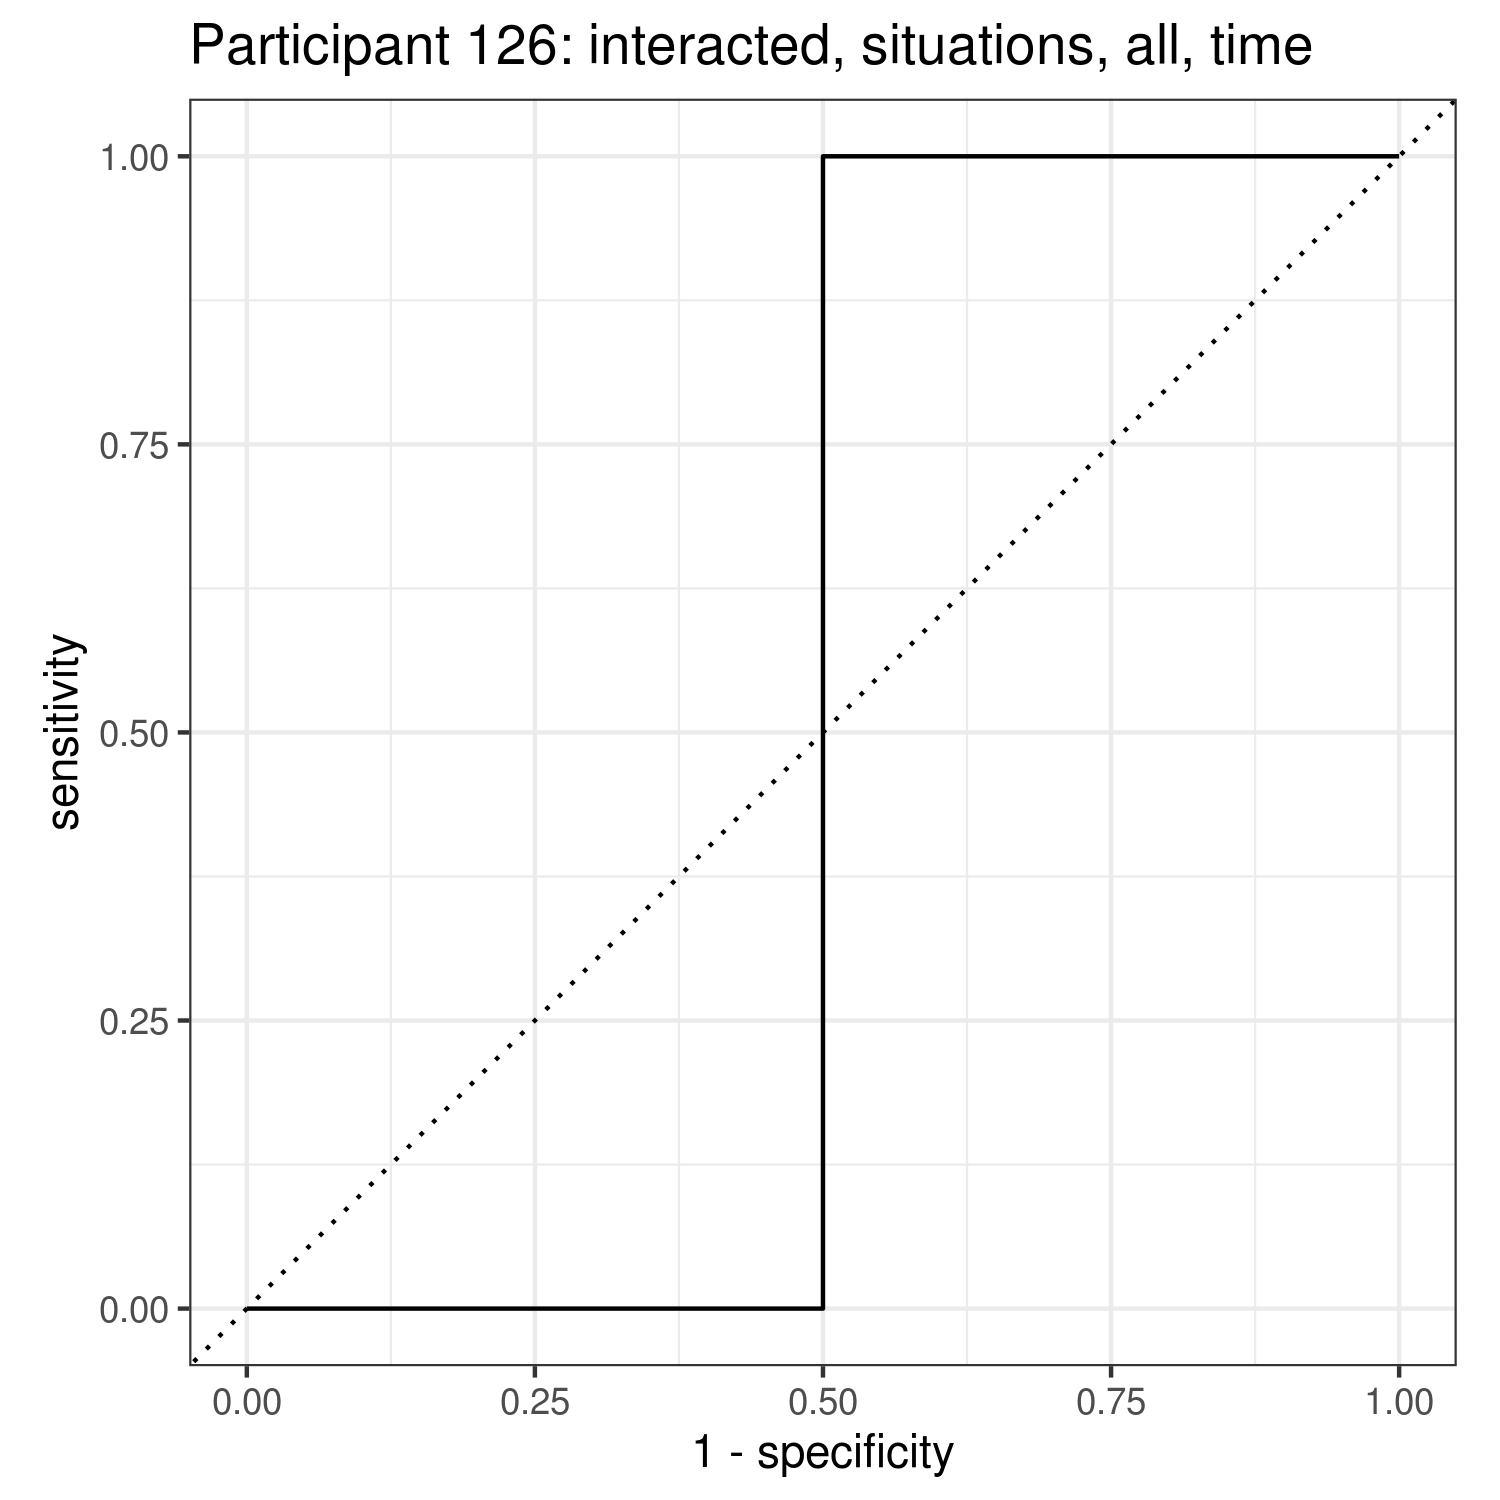 Participant 126: interacted, situations, all, time
1.00
0.75
0.50
0.25
0.00
sensitivity
0.00 0.25 0.50 0.75 1.00
1 - specificity